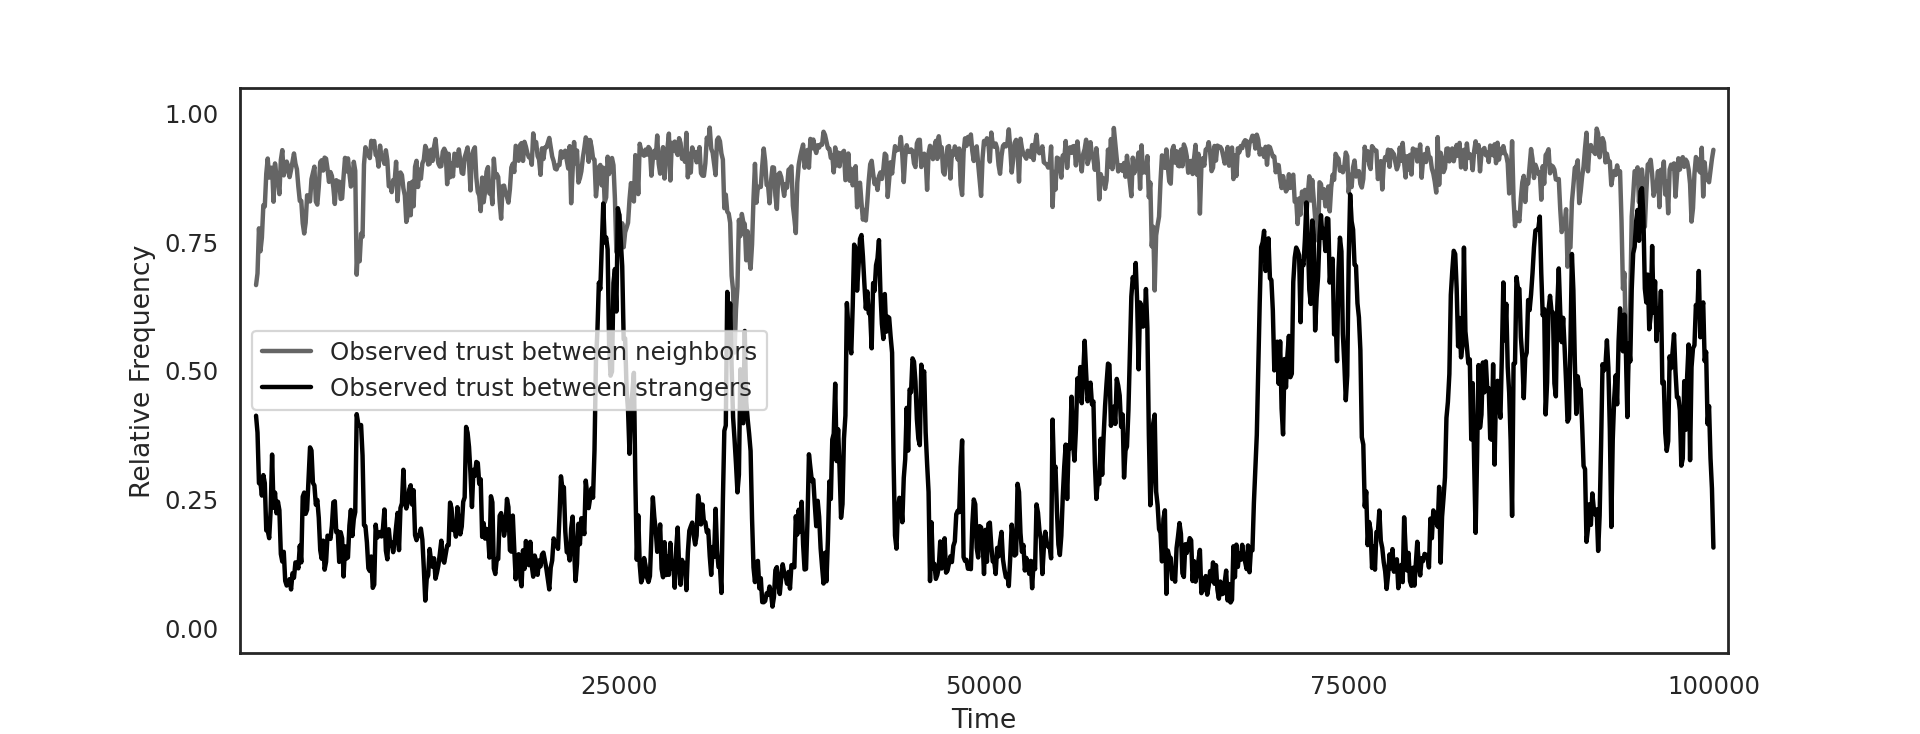 1.00
0.75
0.50
0.25
0.00
Relative Frequency
Observed trust between neighbors
Observed trust between strangers
25000
50000
75000
100000
Time